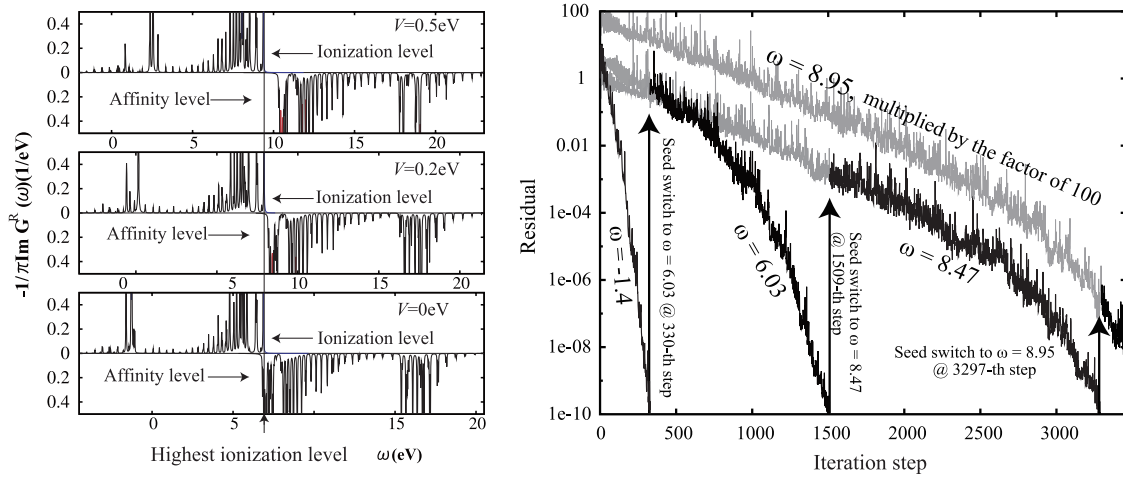 -1/πIm G^R (ω)(1/eV)
0.4
0.2
0
0.2
0.4
V=0.5eV
Ionization level
Affinity level
0
5
10
15
20
0.4
0.2
0
0.2
0.4
V=0.2eV
Ionization level
Affinity level
0
5
10
15
20
0.4
0.2
0
0.2
0.4
V=0eV
Ionization level
Affinity level
0
5
15
20
Highest ionization level
ω(eV)
Residual
100
1
0.01
1e-04
1e-06
1e-08
1e-10
ω = 8.95, multiplied by the factor of 100
ω = -1.4
Seed switch to ω = 6.03 @ 330-th
step
ω = 6.03
Seed switch to ω = 8.47
@ 1509-th step
ω = 8.47
Seed switch to ω = 8.95
@ 3297-th step
0
500
1000
1500
2000
2500
3000
Iteration step